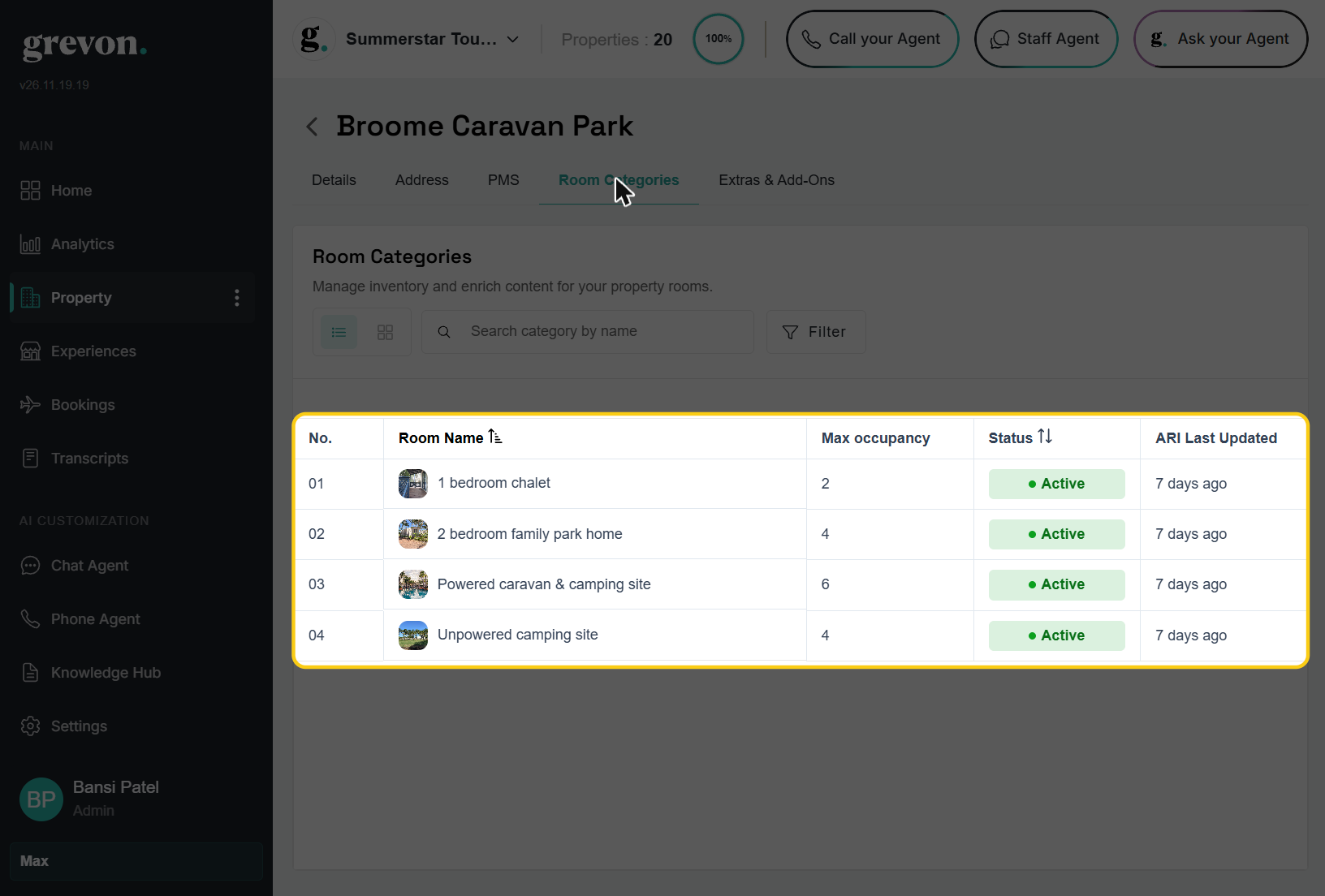 grevon.
v26.11.19.19
MAIN
Home
Analytics
Property
Experiences
Bookings
Transcripts
AI CUSTOMIZATION
Chat Agent
Phone Agent
Knowledge Hub
Settings
BP
Bansi Patel
Admin
Max
g. Summerstar Tou... Properties : 20 100% Call your Agent Staff Agent g. Ask your Agent
Broome Caravan Park
Details Address PMS Room Categories Extras & Add-Ons
Room Categories
Manage inventory and enrich content for your property rooms.
Search category by name Filter
No. Room Name Max occupancy Status ARI Last Updated
01 1 bedroom chalet 2 Active 7 days ago
02 2 bedroom family park home 4 Active 7 days ago
03 Powered caravan & camping site 6 Active 7 days ago
04 Unpowered camping site 4 Active 7 days ago